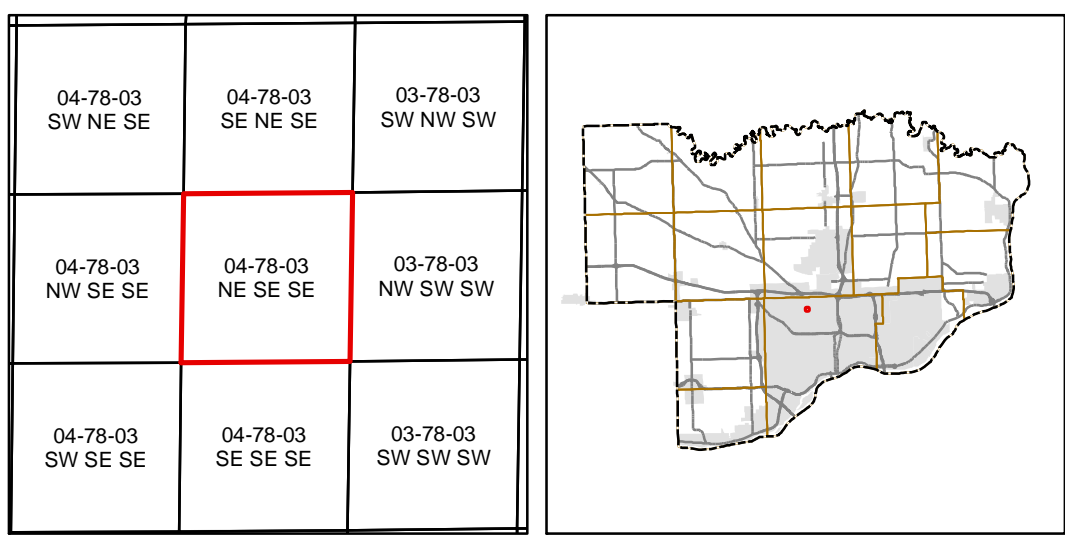 04-78-03
SW NE SE
04-78-03
SE NE SE
03-78-03
SW NW SW
04-78-03
NW SE SE
04-78-03
NE SE SE
03-78-03
NW SW SW
04-78-03
SW SE SE
04-78-03
SE SE SE
03-78-03
SW SW SW